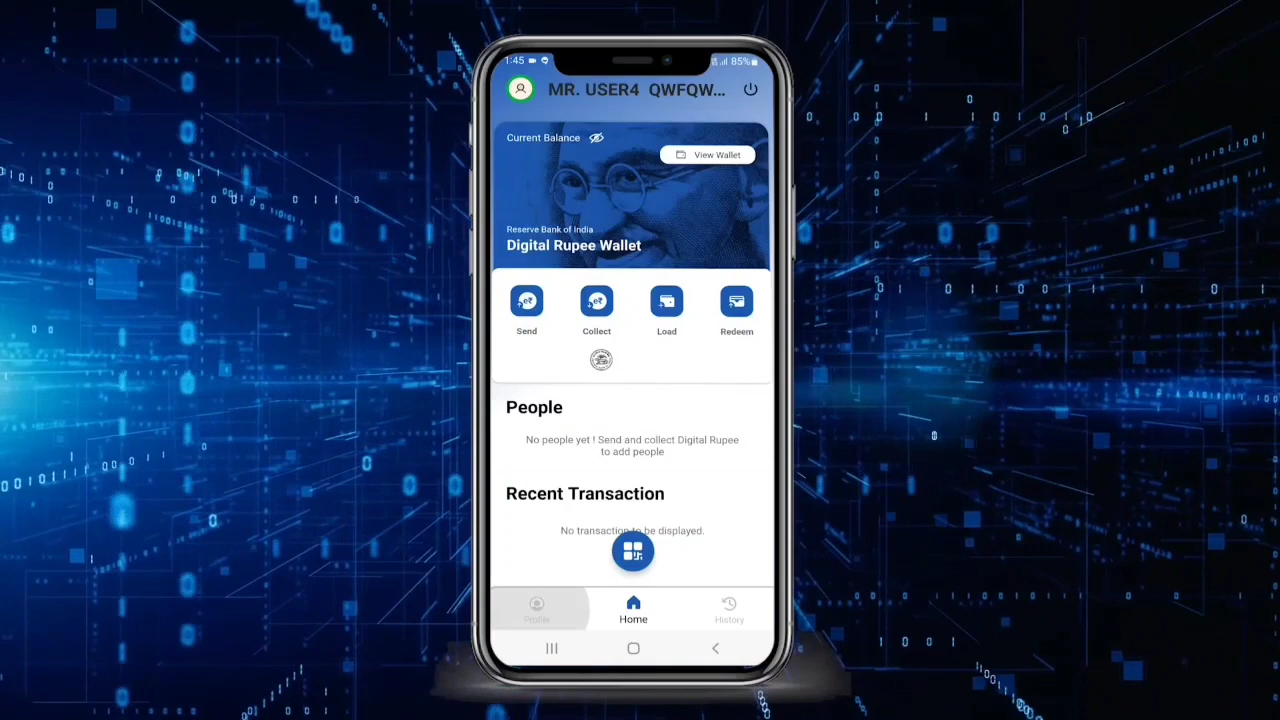 1:45 85%
MR. USER4 QWFQW...
Current Balance
View Wallet
Reserve Bank of India
Digital Rupee Wallet
Send Collect Load Redeem
People
No people yet ! Send and collect Digital Rupee
to add people
Recent Transaction
No transaction to be displayed.
Profile Home History